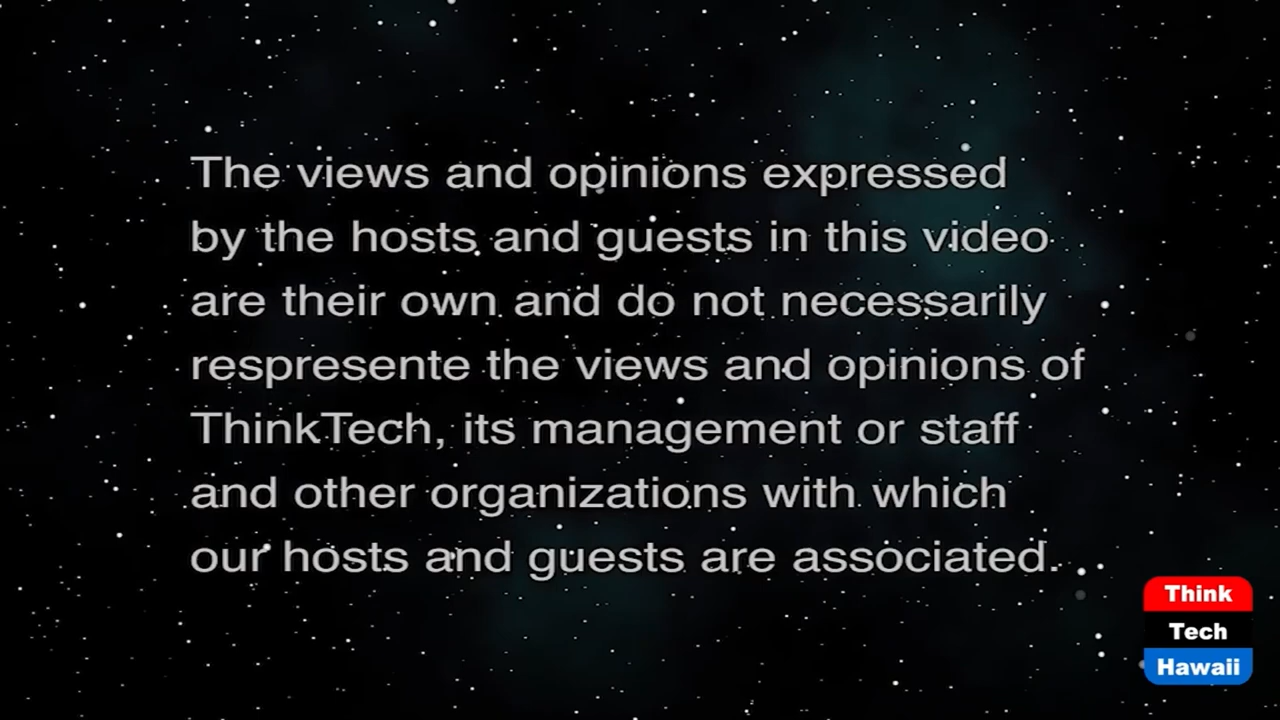 The views and opinions expressed
by the hosts and guests in this video
are their own and do not necessarily
respresente the views and opinions of
ThinkTech, its management or staff
and other organizations with which
our hosts and guests are associated.
Think
Tech
Hawaii